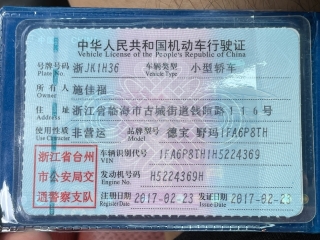 中华人民共和国机动车行驶证
Vehicle License of the People's Republic of China
号牌号码 浙JK1H36 车辆类型 小型轿车
Plate No. Vehicle Type
所有人 施佳福
Owner
住址 浙江省临海市古城街道钱暄路116号
Address
使用性质 非营运 品牌型号 德宝 野玛1FA6P8TH
Use Character Model
浙江省台州
市公安局交
通警察支队
车辆识别代号 1FA6P8TH1H5224369
VIN
发动机号码 H5224369H
Engine No.
注册日期 2017-02-23 发证日期 2017-02-23
Register Date Issue Date